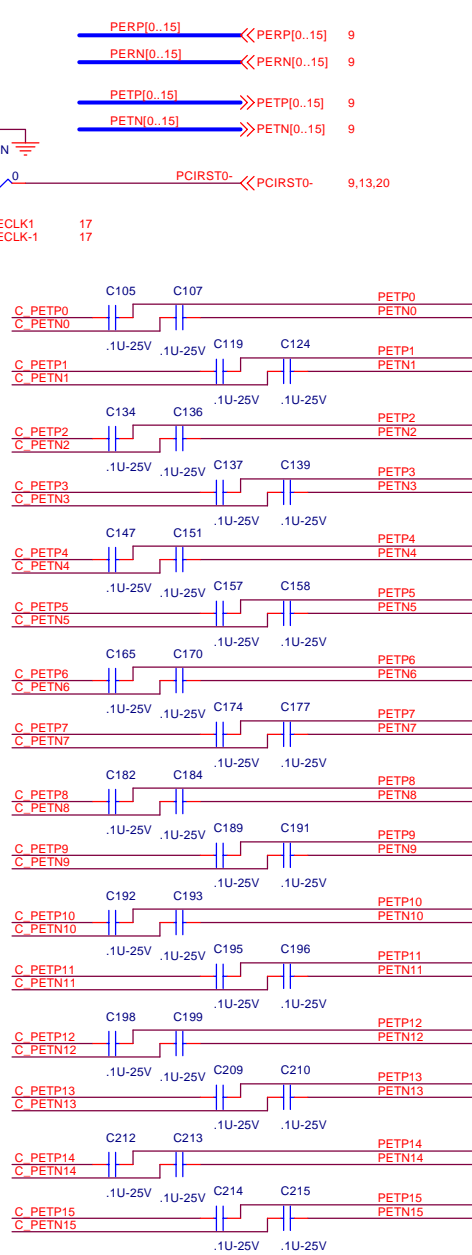 PERP[0..15] PERP[0..15] 9
PERN[0..15] PERN[0..15] 9
PETP[0..15] PETP[0..15] 9
PETN[0..15] PETN[0..15] 9
N
0 PCIRST0- PCIRST0- 9,13,20
ECLK1 17
ECLK-1 17
C105 C107
C_PETP0 PETP0
C_PETN0 PETN0
.1U-25V .1U-25V
C119 C124
C_PETP1 PETP1
C_PETN1 PETN1
.1U-25V .1U-25V
C134 C136
C_PETP2 PETP2
C_PETN2 PETN2
.1U-25V .1U-25V
C137 C139
C_PETP3 PETP3
C_PETN3 PETN3
.1U-25V .1U-25V
C147 C151
C_PETP4 PETP4
C_PETN4 PETN4
.1U-25V .1U-25V
C157 C158
C_PETP5 PETP5
C_PETN5 PETN5
.1U-25V .1U-25V
C165 C170
C_PETP6 PETP6
C_PETN6 PETN6
.1U-25V .1U-25V
C174 C177
C_PETP7 PETP7
C_PETN7 PETN7
.1U-25V .1U-25V
C182 C184
C_PETP8 PETP8
C_PETN8 PETN8
.1U-25V .1U-25V
C189 C191
C_PETP9 PETP9
C_PETN9 PETN9
.1U-25V .1U-25V
C192 C193
C_PETP10 PETP10
C_PETN10 PETN10
.1U-25V .1U-25V
C195 C196
C_PETP11 PETP11
C_PETN11 PETN11
.1U-25V .1U-25V
C198 C199
C_PETP12 PETP12
C_PETN12 PETN12
.1U-25V .1U-25V
C209 C210
C_PETP13 PETP13
C_PETN13 PETN13
.1U-25V .1U-25V
C212 C213
C_PETP14 PETP14
C_PETN14 PETN14
.1U-25V .1U-25V
C214 C215
C_PETP15 PETP15
C_PETN15 PETN15
.1U-25V .1U-25V